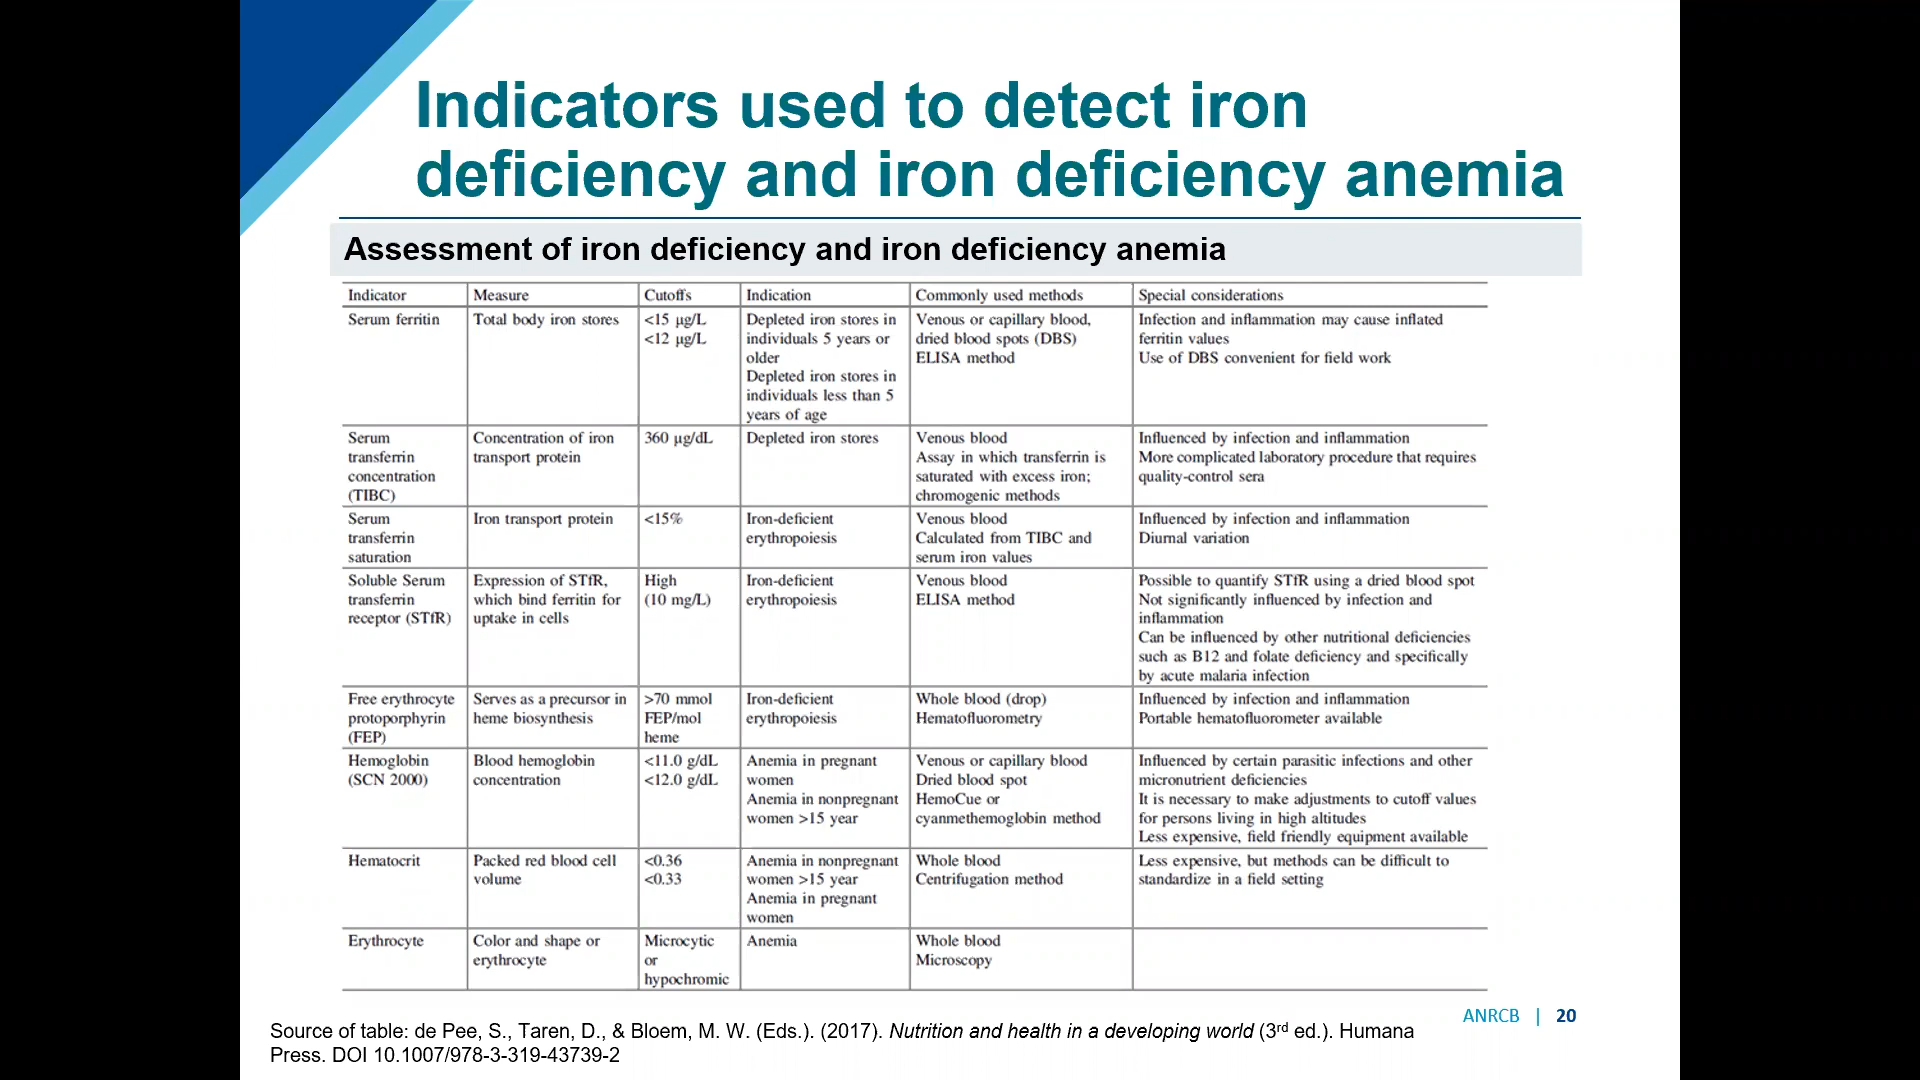 Indicators used to detect iron
deficiency and iron deficiency anemia
Assessment of iron deficiency and iron deficiency anemia
Indicator Measure Cutoffs Indication Commonly used methods Special considerations
Serum ferritin Total body iron stores <15 µg/L Depleted iron stores in Venous or capillary blood, Infection and inflammation may cause inflated
<12 µg/L individuals 5 years or dried blood spots (DBS) ferritin values
older ELISA method Use of DBS convenient for field work
Depleted iron stores in
individuals less than 5
years of age
Serum Concentration of iron 360 µg/dL Depleted iron stores Venous blood Influenced by infection and inflammation
transferrin transport protein Assay in which transferrin is More complicated laboratory procedure that requires
concentration saturated with excess iron; quality-control sera
(TIBC) chromogenic methods
Serum Iron transport protein <15% Iron-deficient Venous blood Influenced by infection and inflammation
transferrin erythropoiesis Calculated from TIBC and Diurnal variation
saturation serum iron values
Soluble Serum Expression of STfR, High Iron-deficient Venous blood Possible to quantify STfR using a dried blood spot
transferrin which bind ferritin for (10 mg/L) erythropoiesis ELISA method Not significantly influenced by infection and
receptor (STfR) uptake in cells inflammation
Can be influenced by other nutritional deficiencies
such as B12 and folate deficiency and specifically
by acute malaria infection
Free erythrocyte Serves as a precursor in >70 mmol Iron-deficient Whole blood (drop) Influenced by infection and inflammation
protoporphyrin heme biosynthesis FEP/mol erythropoiesis Hematofluorometry Portable hematofluorometer available
(FEP) heme
Hemoglobin Blood hemoglobin <11.0 g/dL Anemia in pregnant Venous or capillary blood Influenced by certain parasitic infections and other
(SCN 2000) concentration <12.0 g/dL women Dried blood spot micronutrient deficiencies
Anemia in nonpregnant HemoCue or It is necessary to make adjustments to cutoff values
women >15 year cyanmethemoglobin method for persons living in high altitudes
Less expensive, field friendly equipment available
Hematocrit Packed red blood cell <0.36 Anemia in nonpregnant Whole blood Less expensive, but methods can be difficult to
volume <0.33 women >15 year Centrifugation method standardize in a field setting
Anemia in pregnant
women
Erythrocyte Color and shape or Microcytic Anemia Whole blood
erythrocyte or Microscopy
hypochromic
ANRCB | 20
Source of table: de Pee, S., Taren, D., & Bloem, M. W. (Eds.). (2017). Nutrition and health in a developing world (3rd ed.). Humana
Press. DOI 10.1007/978-3-319-43739-2